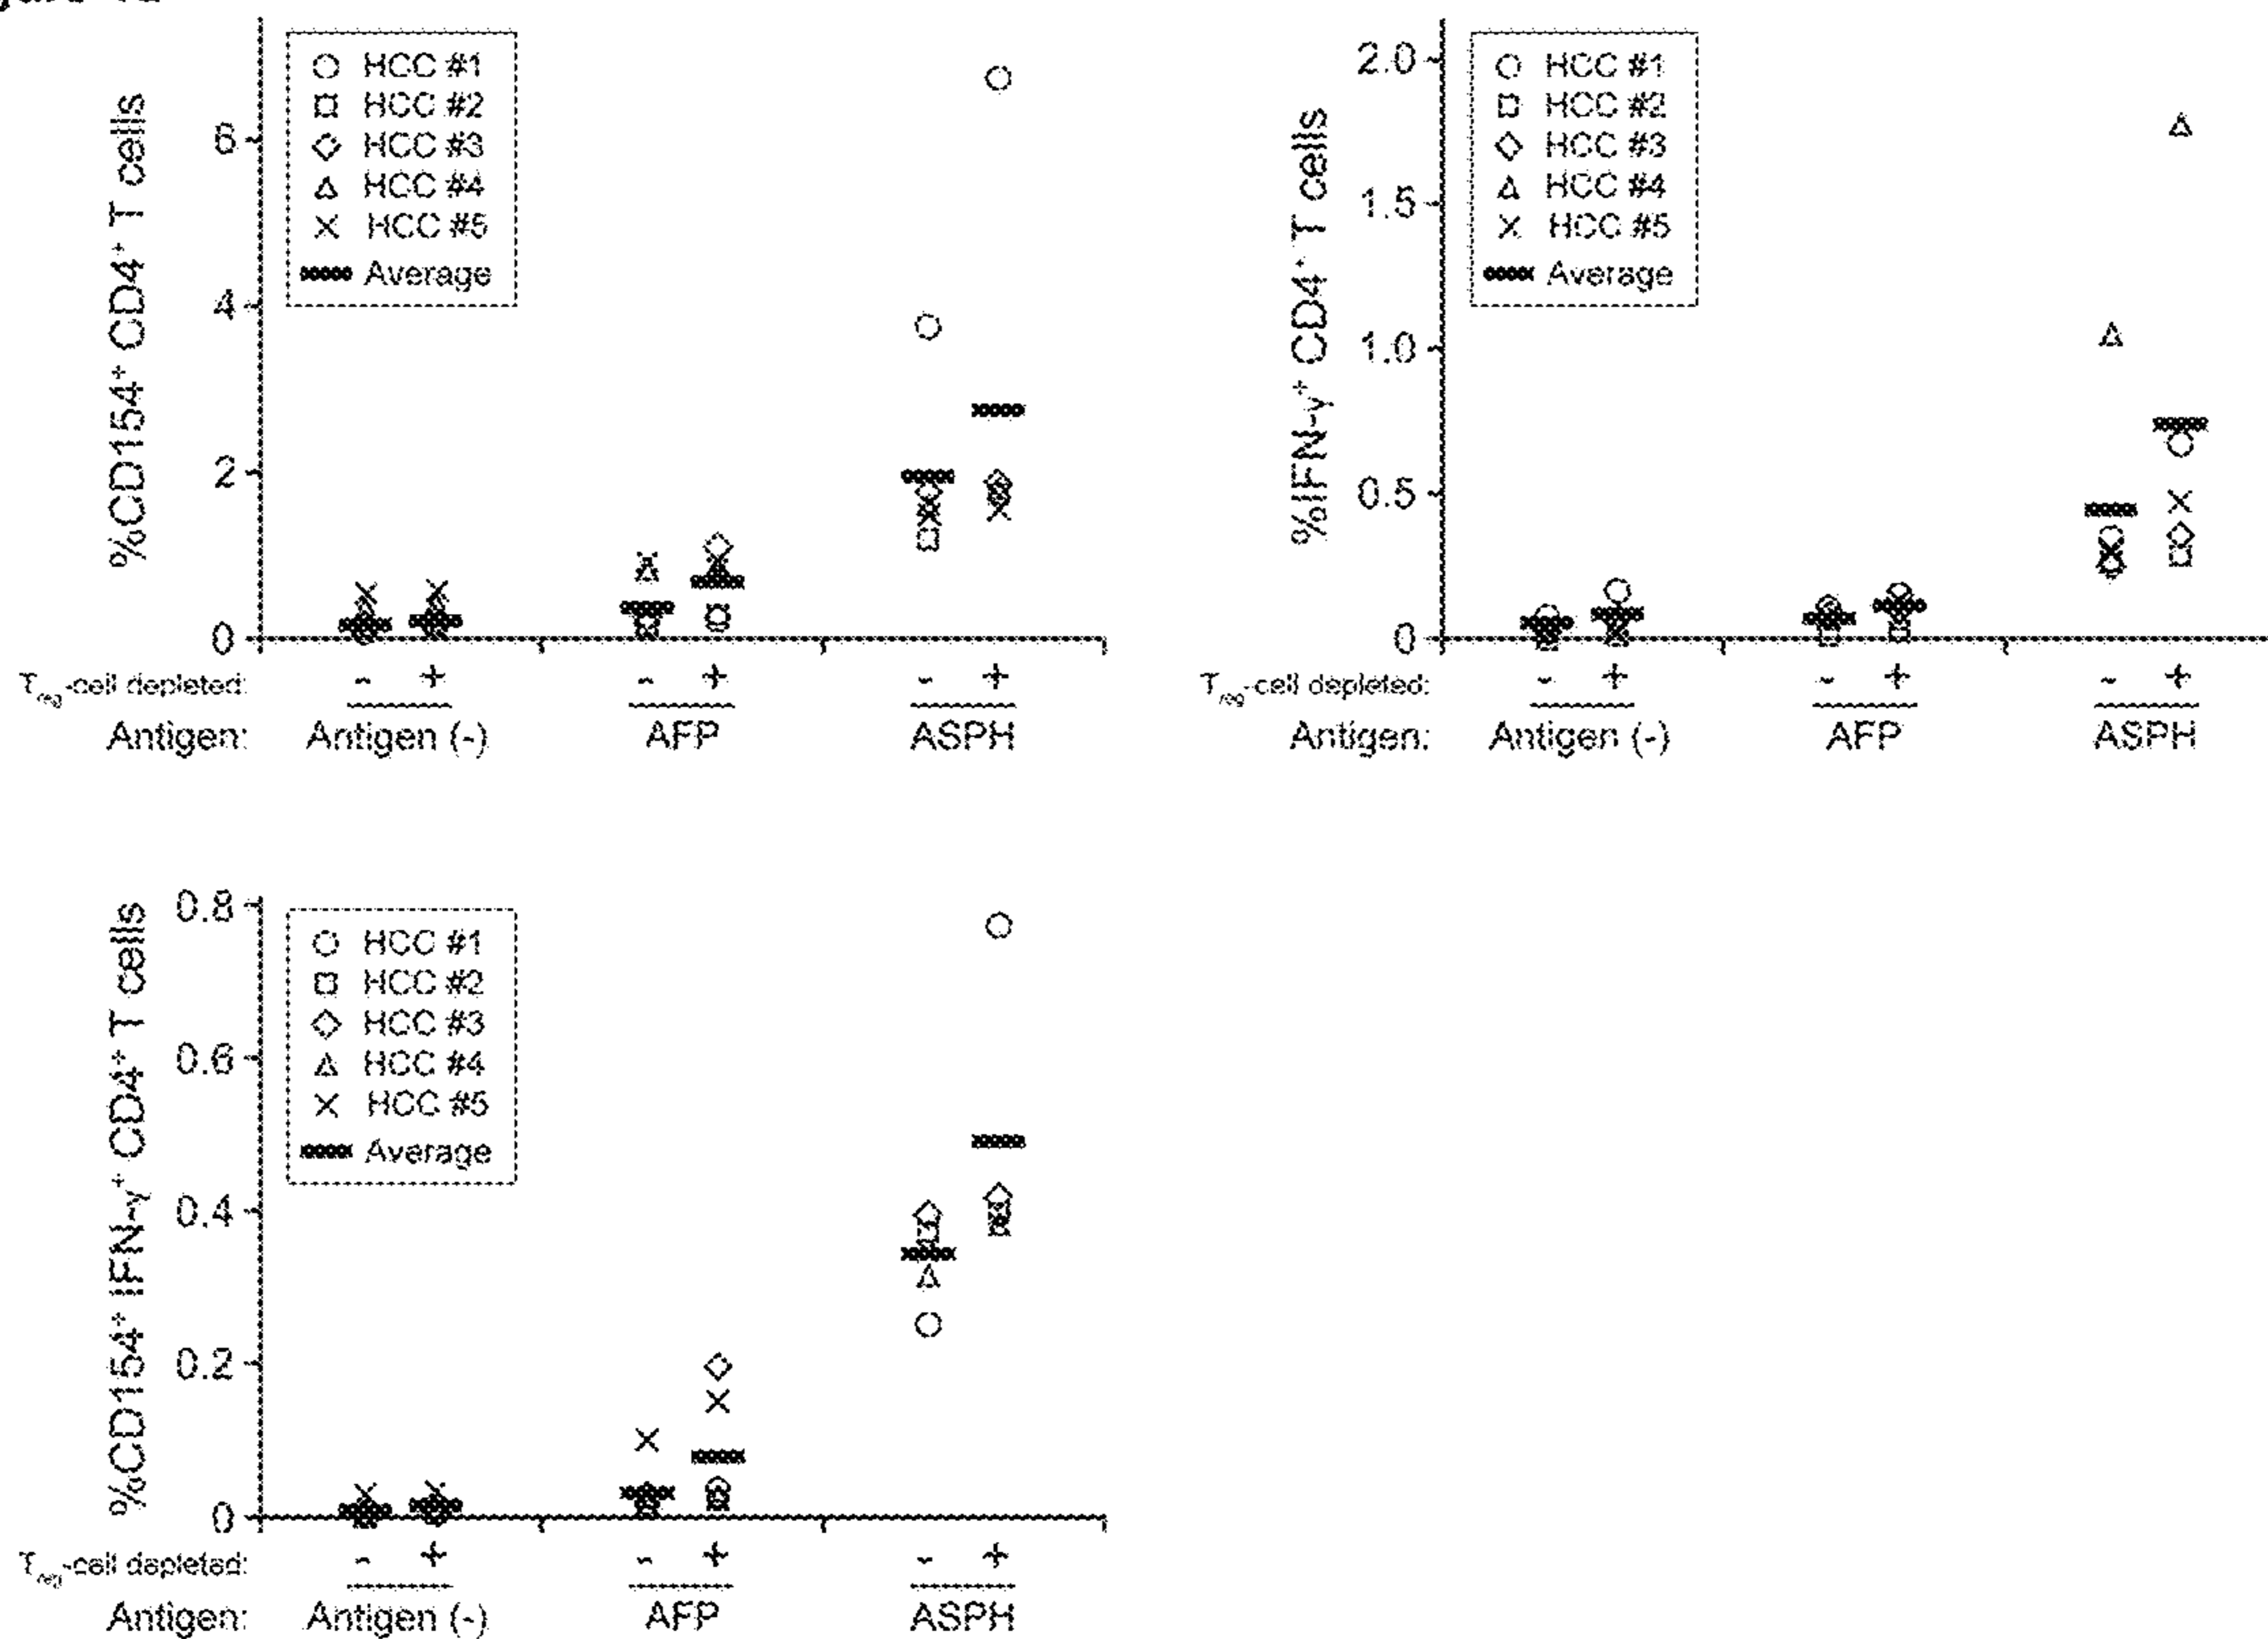 %CD154⁺ CD4⁺ T cells
6
4
2
0
HCC #1
HCC #2
HCC #3
HCC #4
HCC #5
Average
Treg-cell depleted: - + - + - +
Antigen: Antigen (-) AFP ASPH
%IFN-γ⁺ CD4⁺ T cells
2.0
1.5
1.0
0.5
0
HCC #1
HCC #2
HCC #3
HCC #4
HCC #5
Average
Treg-cell depleted: - + - + - +
Antigen: Antigen (-) AFP ASPH
%CD154⁺ IFN-γ⁺ CD4⁺ T cells
0.8
0.6
0.4
0.2
0
HCC #1
HCC #2
HCC #3
HCC #4
HCC #5
Average
Treg-cell depleted: - + - + - +
Antigen: Antigen (-) AFP ASPH